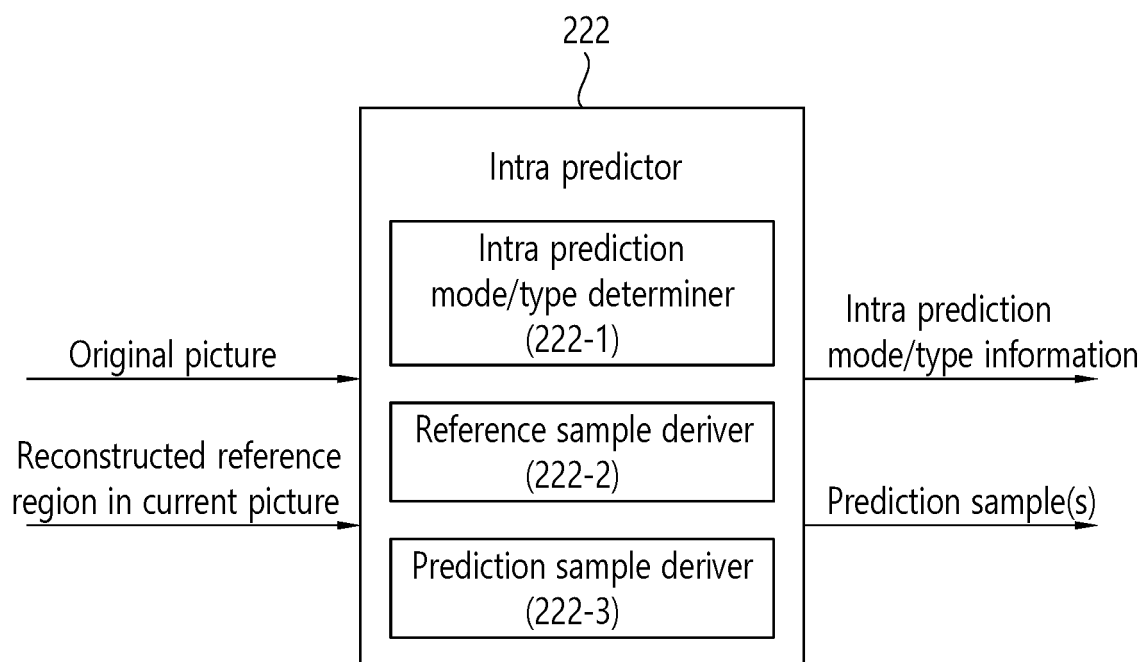 222
Intra predictor
Intra prediction
mode/type determiner
(222-1)
Original picture
Intra prediction
mode/type information
Reference sample deriver
(222-2)
Reconstructed reference
region in current picture
Prediction sample(s)
Prediction sample deriver
(222-3)